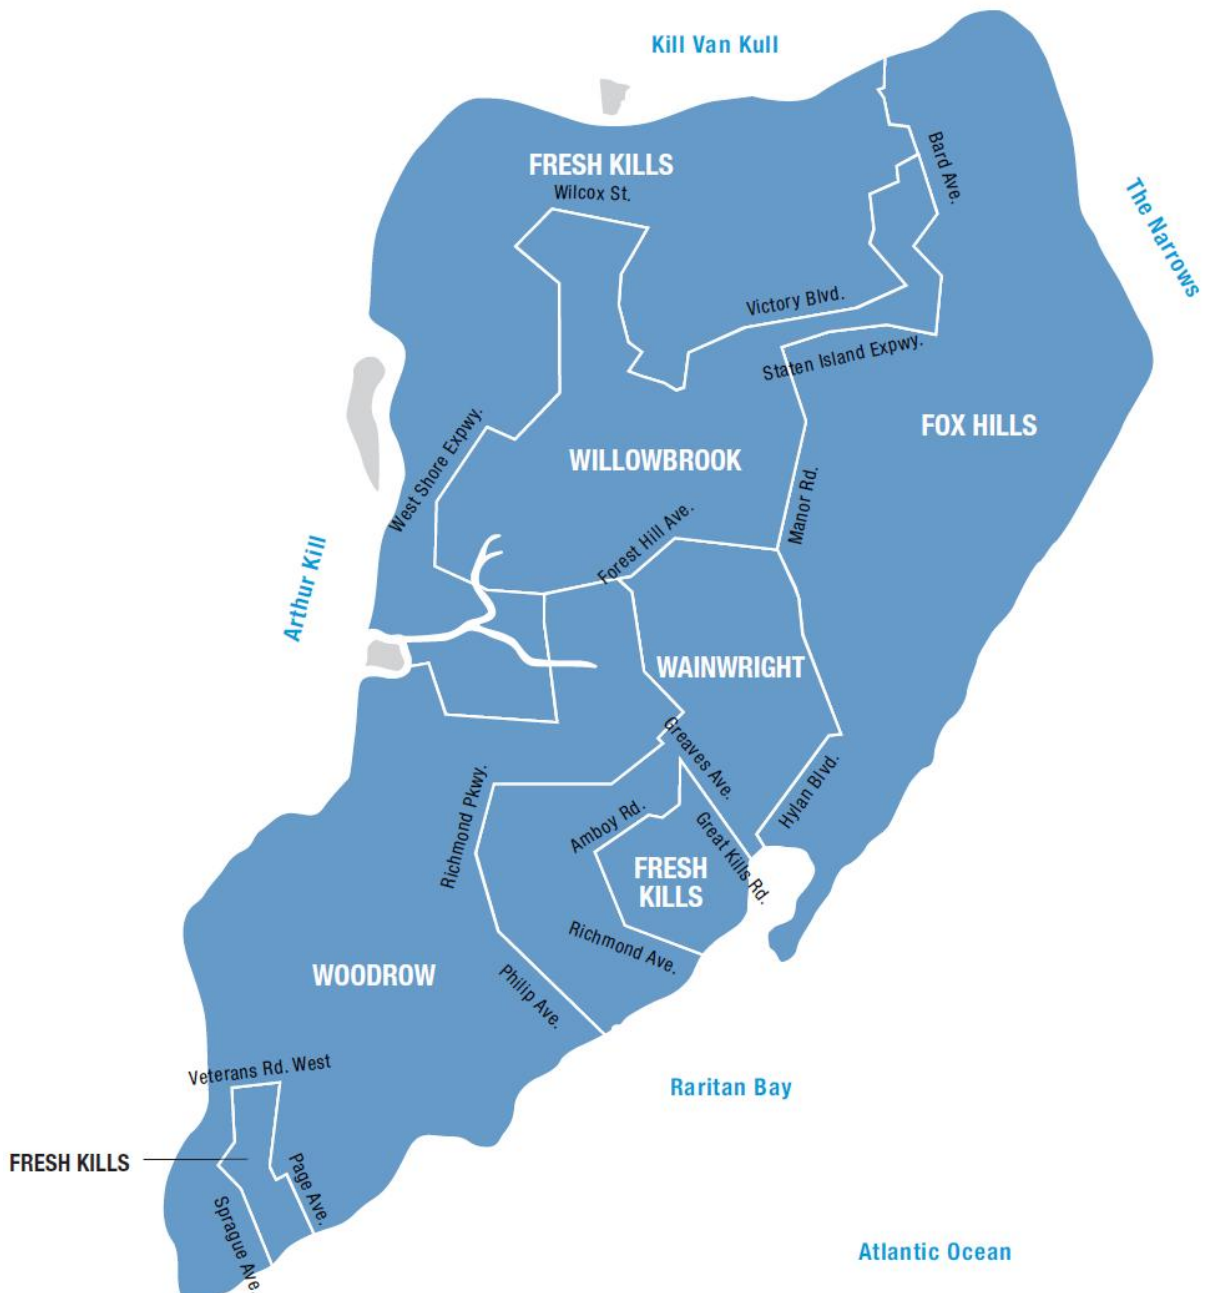 Kill Van Kull
FRESH KILLS
Wilcox St.
Bard Ave.
The Narrows
Victory Blvd.
Staten Island Expwy.
FOX HILLS
West Shore Expwy.
WILLOWBROOK
Manor Rd.
Forest Hill Ave.
Arthur Kill
WAINWRIGHT
Greaves Ave.
Hylan Blvd.
Richmond Pkwy.
Amboy Rd.
Great Kills Rd.
FRESH
KILLS
Richmond Ave.
WOODROW
Philip Ave.
Veterans Rd. West
Raritan Bay
FRESH KILLS
Page Ave.
Sprague Ave
Atlantic Ocean